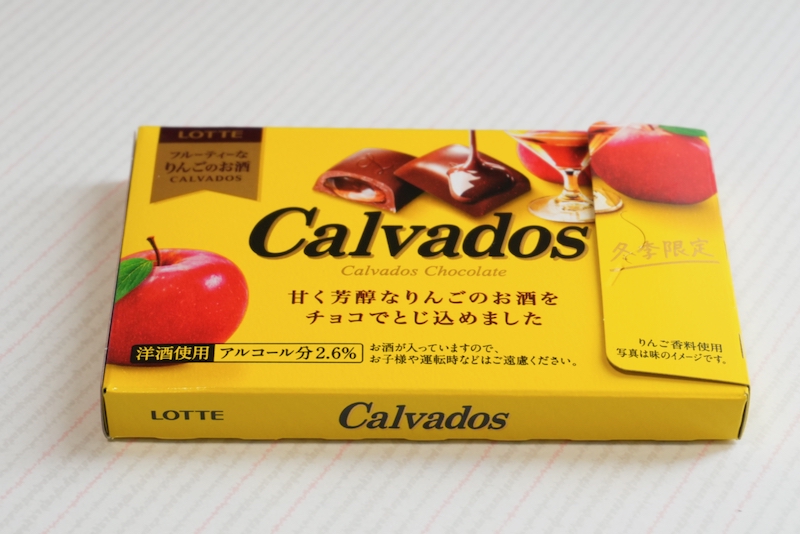 LOTTE
フルーティーな
りんごのお酒
CALVADOS
Calvados
Calvados Chocolate
甘く芳醇なりんごのお酒を
チョコでとじ込めました
冬季限定
洋酒使用 アルコール分2.6%
お酒が入っていますので、
お子様や運転時などはご遠慮ください。
りんご香料使用
写真は味のイメージです。
LOTTE Calvados